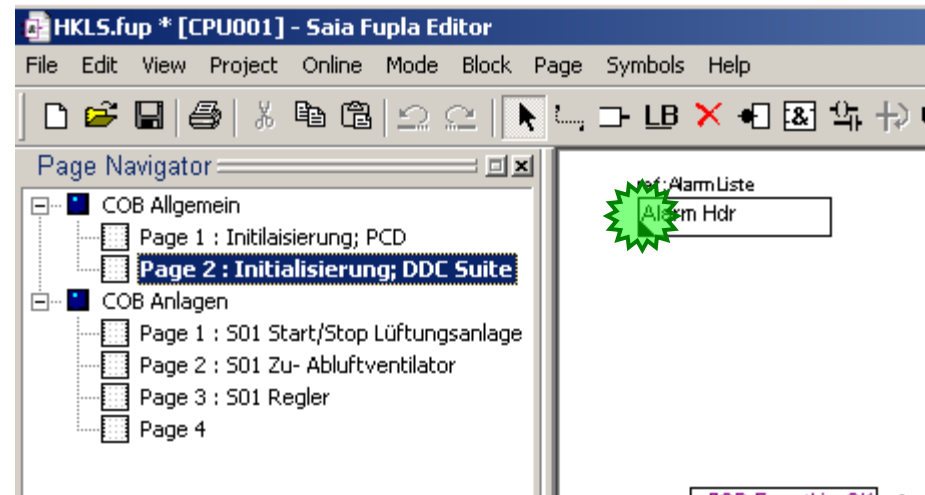 HKLS.fup * [CPU001] - Saia Fupla Editor
File Edit View Project Online Mode Block Page Symbols Help
LB
Page Navigator
COB Allgemein
Page 1 : Initilaisierung; PCD
Page 2 : Initialisierung; DDC Suite
COB Anlagen
Page 1 : S01 Start/Stop Lüftungsanlage
Page 2 : S01 Zu- Abluftventilator
Page 3 : S01 Regler
Page 4
ref:AlarmListe
Alarm Hdr